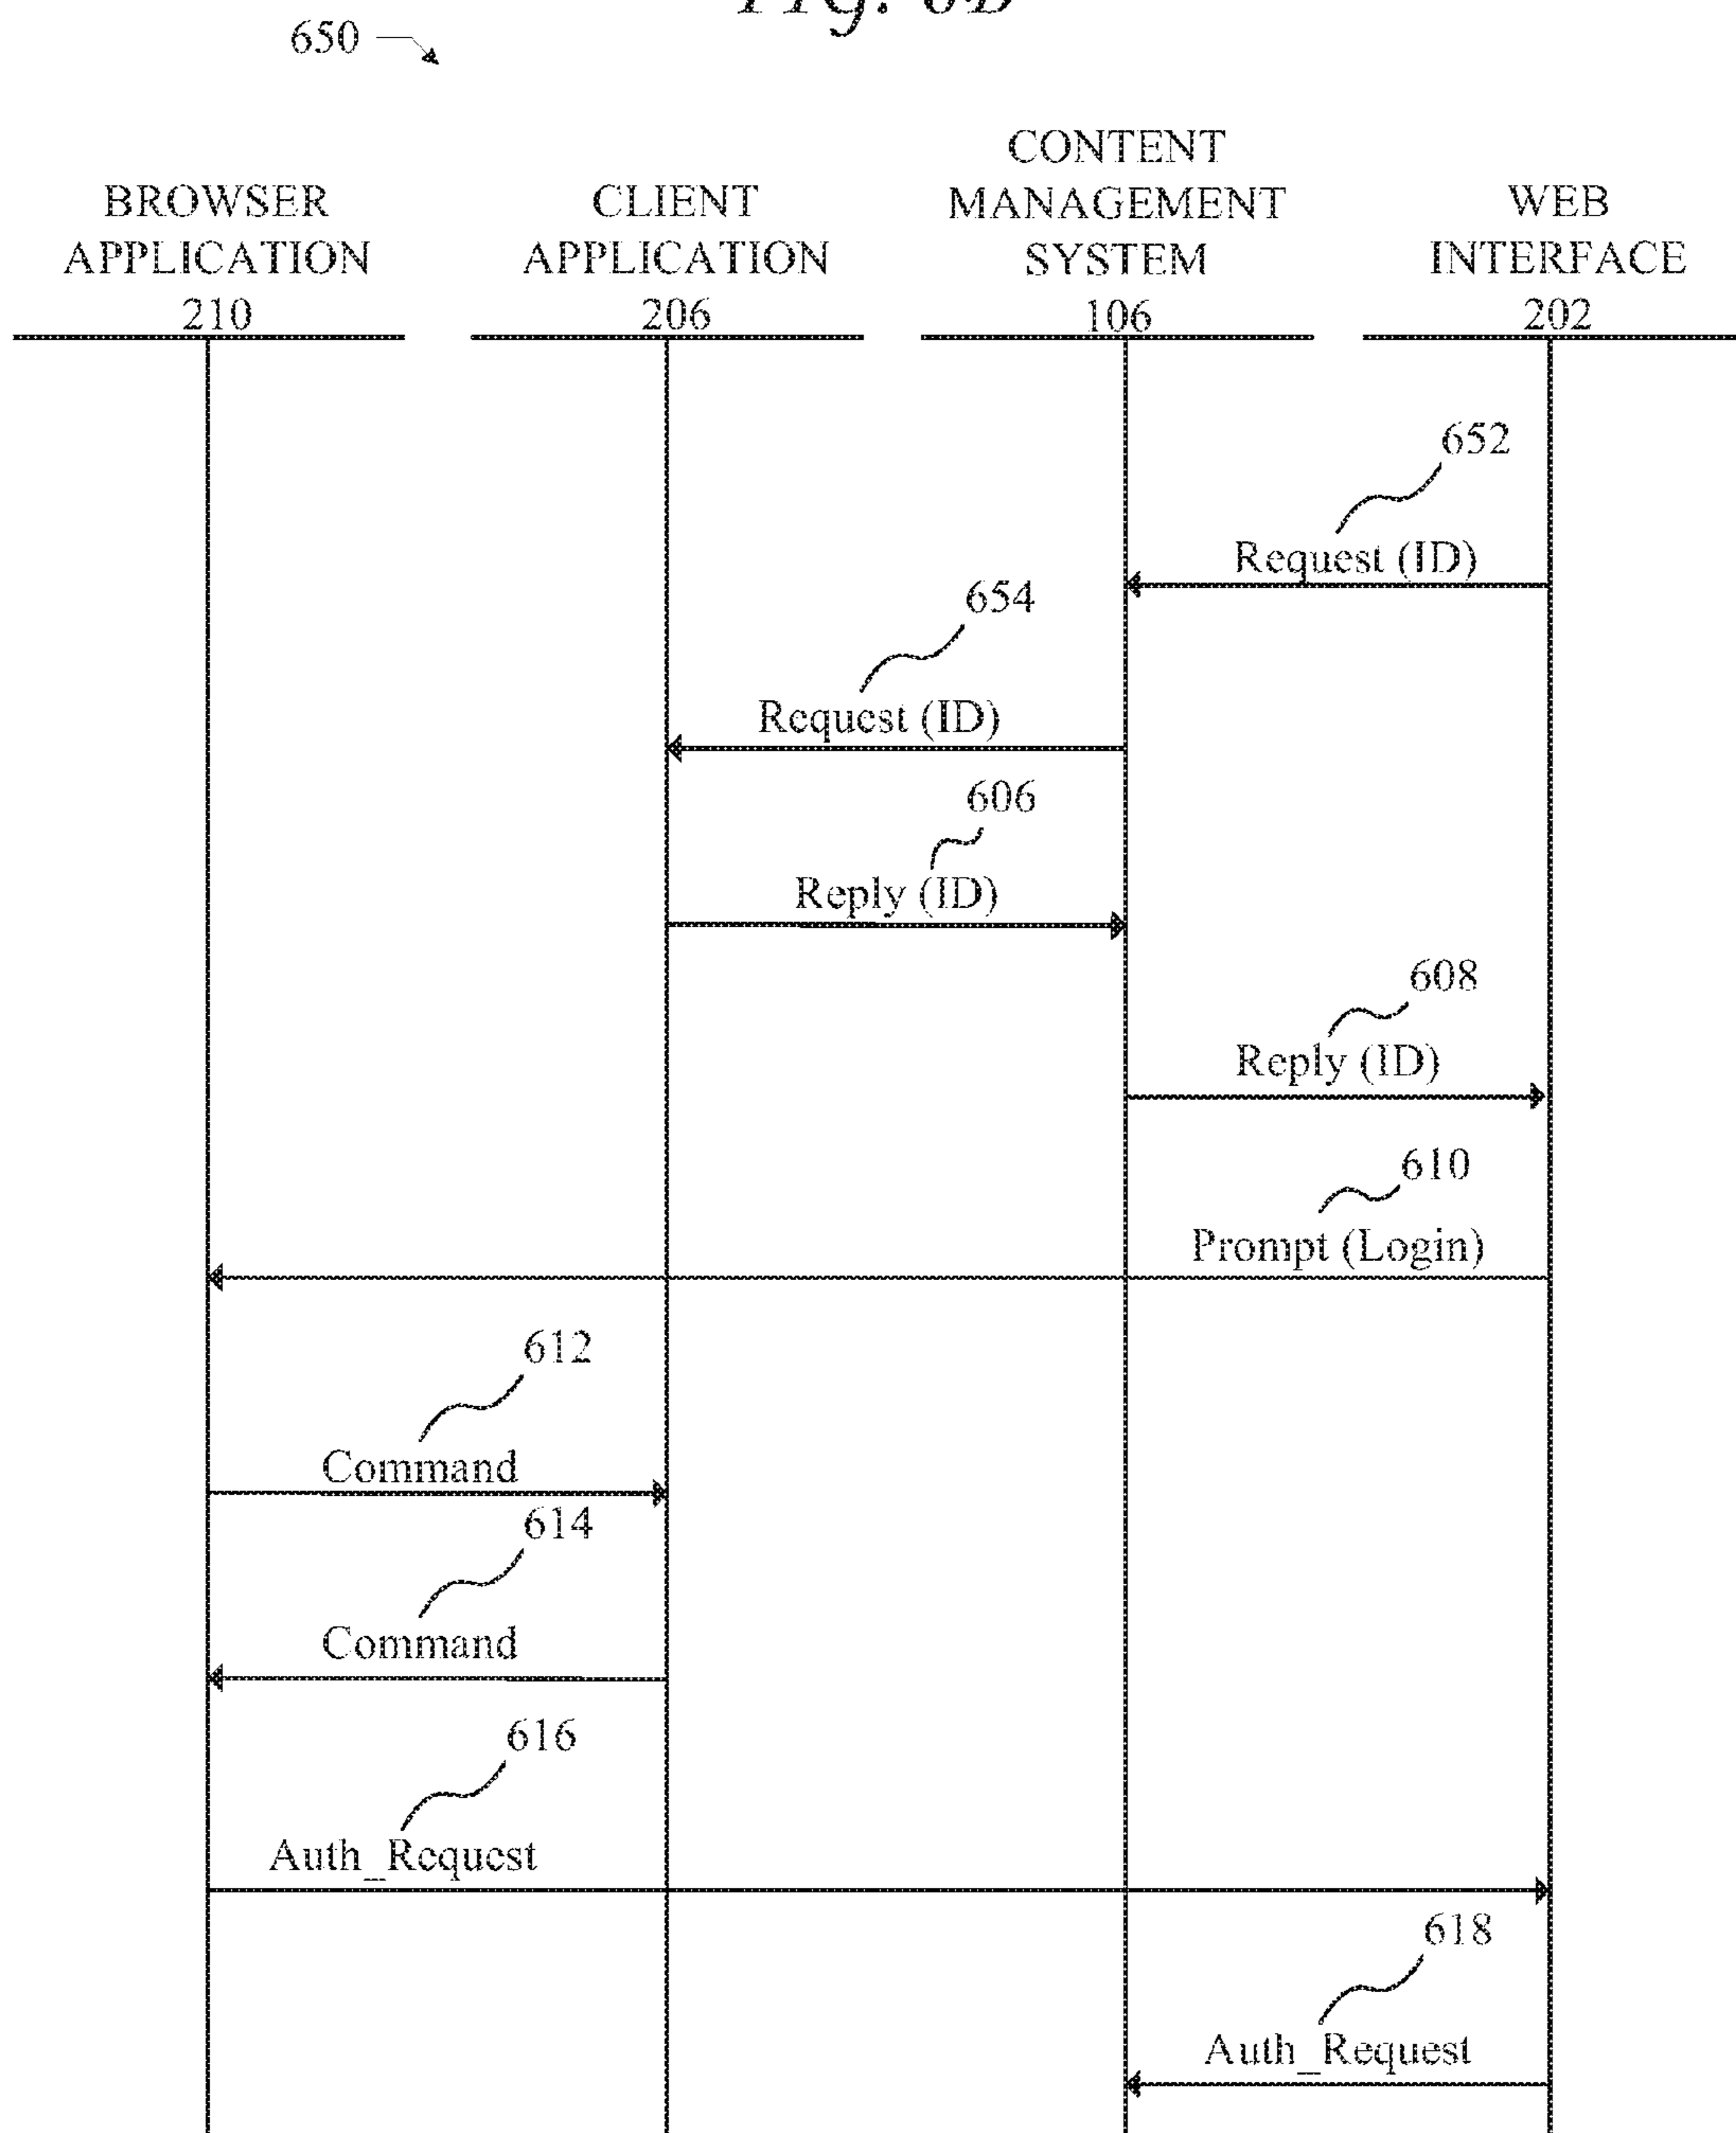 650
BROWSER
APPLICATION
210
CLIENT
APPLICATION
206
CONTENT
MANAGEMENT
SYSTEM
106
WEB
INTERFACE
202
652
Request (ID)
654
Request (ID)
606
Reply (ID)
608
Reply (ID)
610
Prompt (Login)
612
Command
614
Command
616
Auth_Request
618
Auth_Request